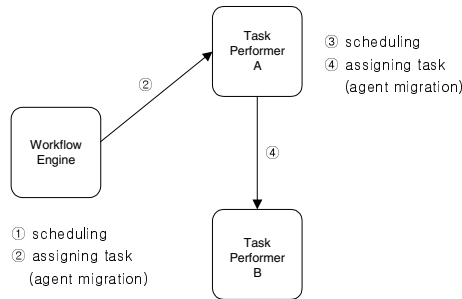 Task
Performer
A
③ scheduling
④ assigning task
(agent migration)
②
Workflow
Engine
④
① scheduling
② assigning task
(agent migration)
Task
Performer
B